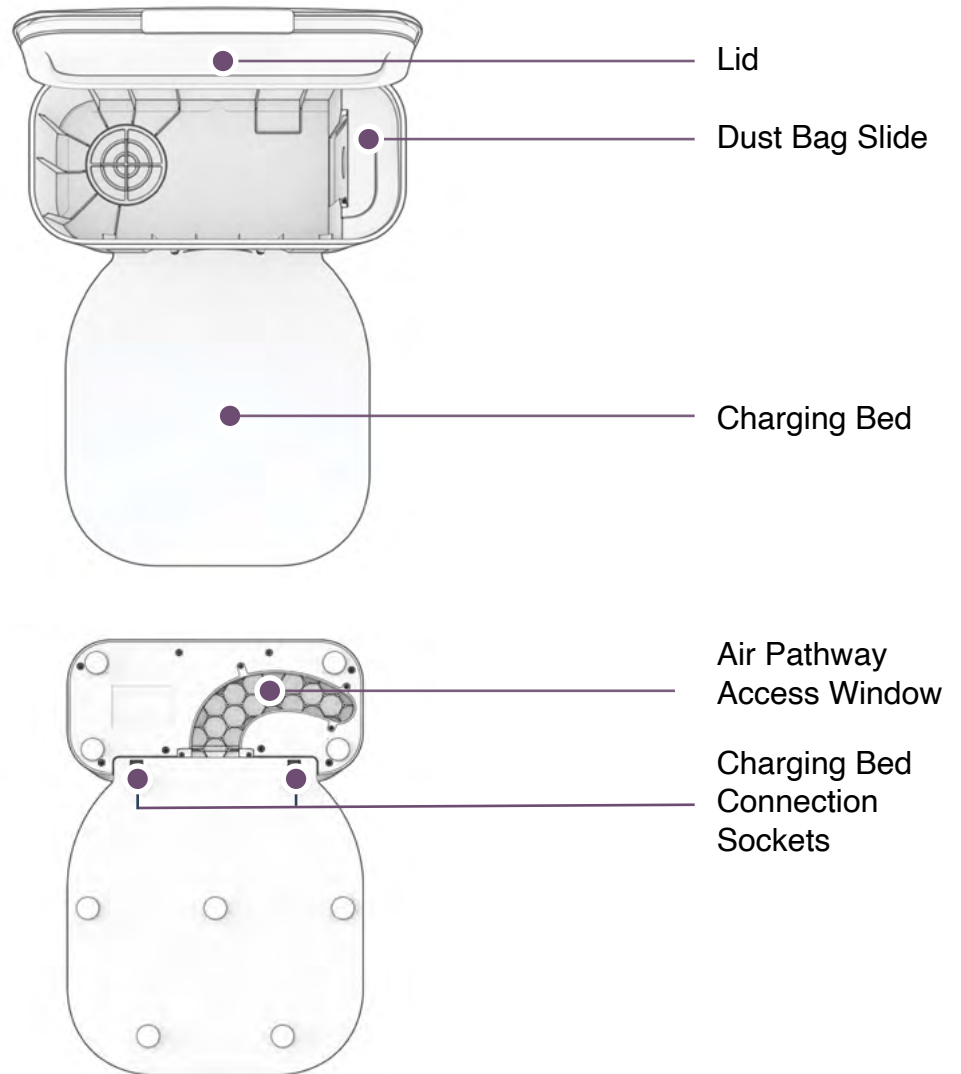 Lid
Dust Bag Slide
Charging Bed
Air Pathway
Access Window
Charging Bed
Connection
Sockets